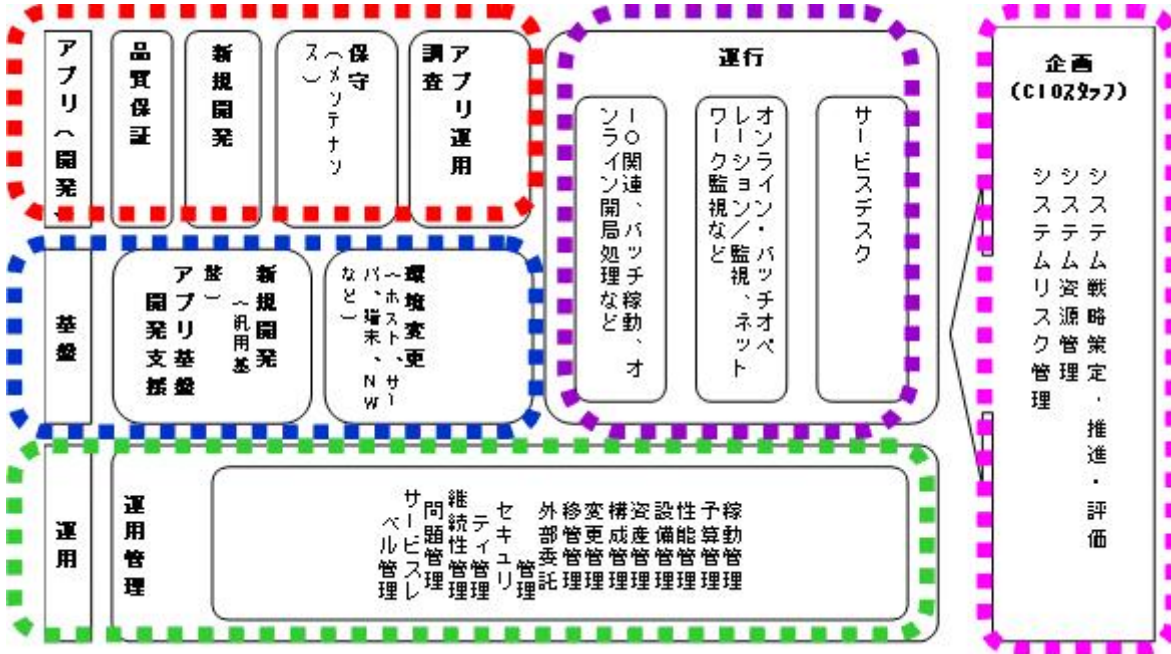 アプリ(開発)
品質保証
新規開発
保守
(メンテナン
ス)
アプリ運用
調査
運行
IO関連、バッチ稼動、オ
ンライン開局処理など
オンライン・バッチオペ
レーション/監視、ネット
ワーク監視など
サービスデスク
企画
(CIOスタッフ)
システム戦略策定・推進・評価
システム資源管理
システムリスク管理
基盤
新規開発
(汎用基
盤)
アプリ基盤
開発支援
環境変更
(ホスト、サー
バ、端末、NW
など)
運用
運用管理
稼動管理
予算管理
性能管理
設備管理
資産管理
構成管理
変更管理
移管管理
外部委託
管理
セキュリ
ティ管理
継続性管理
問題管理
サービスレ
ベル管理